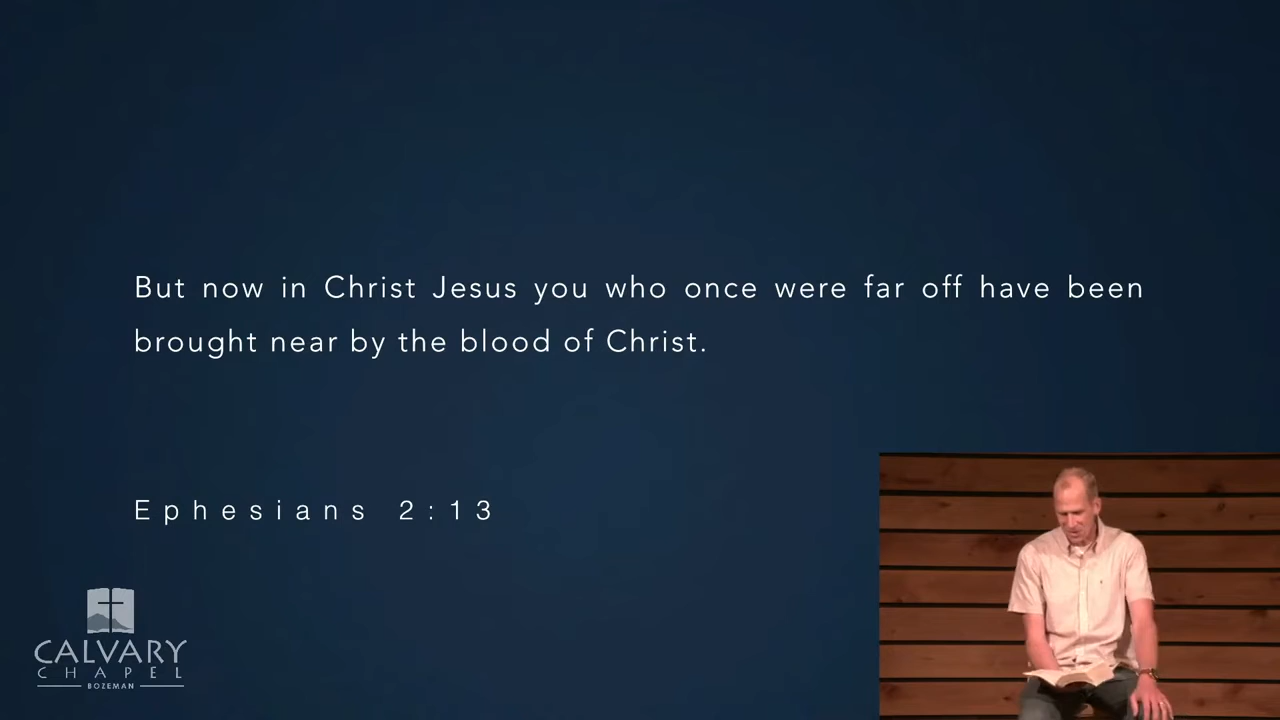 But now in Christ Jesus you who once were far off have been
brought near by the blood of Christ.
Ephesians 2:13
CALVARY
CHAPEL
BOZEMAN